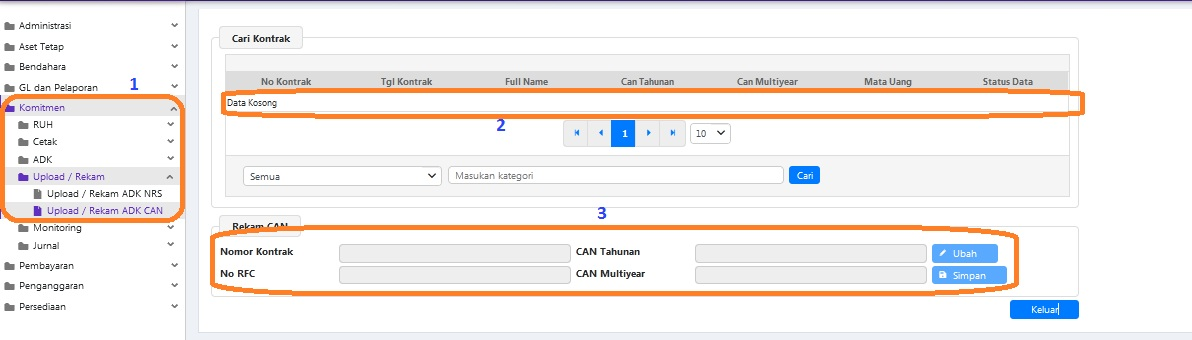 Administrasi
Aset Tetap
Bendahara
GL dan Pelaporan
1
Komitmen
RUH
Cetak
ADK
Upload / Rekam
Upload / Rekam ADK NRS
Upload / Rekam ADK CAN
Monitoring
Jurnal
Pembayaran
Penganggaran
Persediaan
Cari Kontrak
No Kontrak Tgl Kontrak Full Name Can Tahunan Can Multiyear Mata Uang Status Data
Data Kosong
2
1 10
Semua Masukan kategori Cari
3
Rekam CAN
Nomor Kontrak CAN Tahunan Ubah
No RFC CAN Multiyear Simpan
Keluar